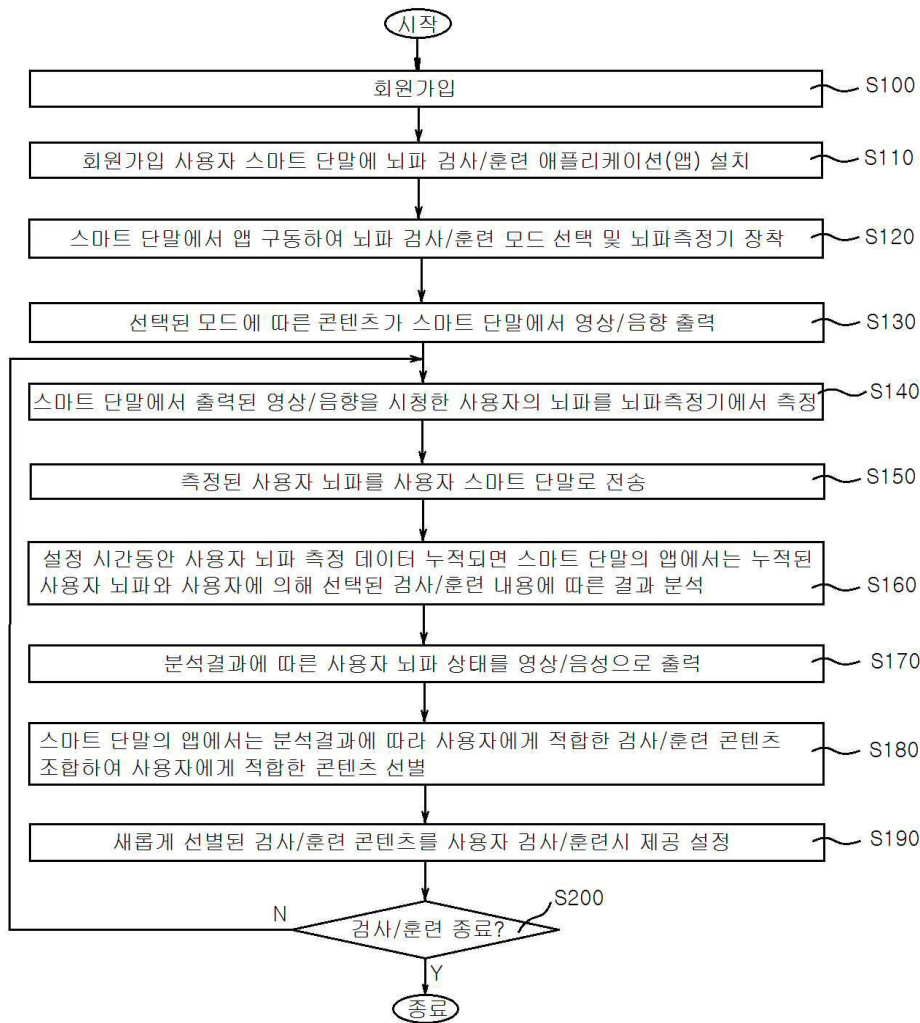 시작
회원가입
S100
회원가입 사용자 스마트 단말에 뇌파 검사/훈련 애플리케이션(앱) 설치
S110
스마트 단말에서 앱 구동하여 뇌파 검사/훈련 모드 선택 및 뇌파측정기 장착
S120
선택된 모드에 따른 콘텐츠가 스마트 단말에서 영상/음향 출력
S130
스마트 단말에서 출력된 영상/음향을 시청한 사용자의 뇌파를 뇌파측정기에서 측정
S140
측정된 사용자 뇌파를 사용자 스마트 단말로 전송
S150
설정 시간동안 사용자 뇌파 측정 데이터 누적되면 스마트 단말의 앱에서는 누적된
사용자 뇌파와 사용자에 의해 선택된 검사/훈련 내용에 따른 결과 분석
S160
분석결과에 따른 사용자 뇌파 상태를 영상/음성으로 출력
S170
스마트 단말의 앱에서는 분석결과에 따라 사용자에게 적합한 검사/훈련 콘텐츠
조합하여 사용자에게 적합한 콘텐츠 선별
S180
새롭게 선별된 검사/훈련 콘텐츠를 사용자 검사/훈련시 제공 설정
S190
N
검사/훈련 종료?
S200
Y
종료